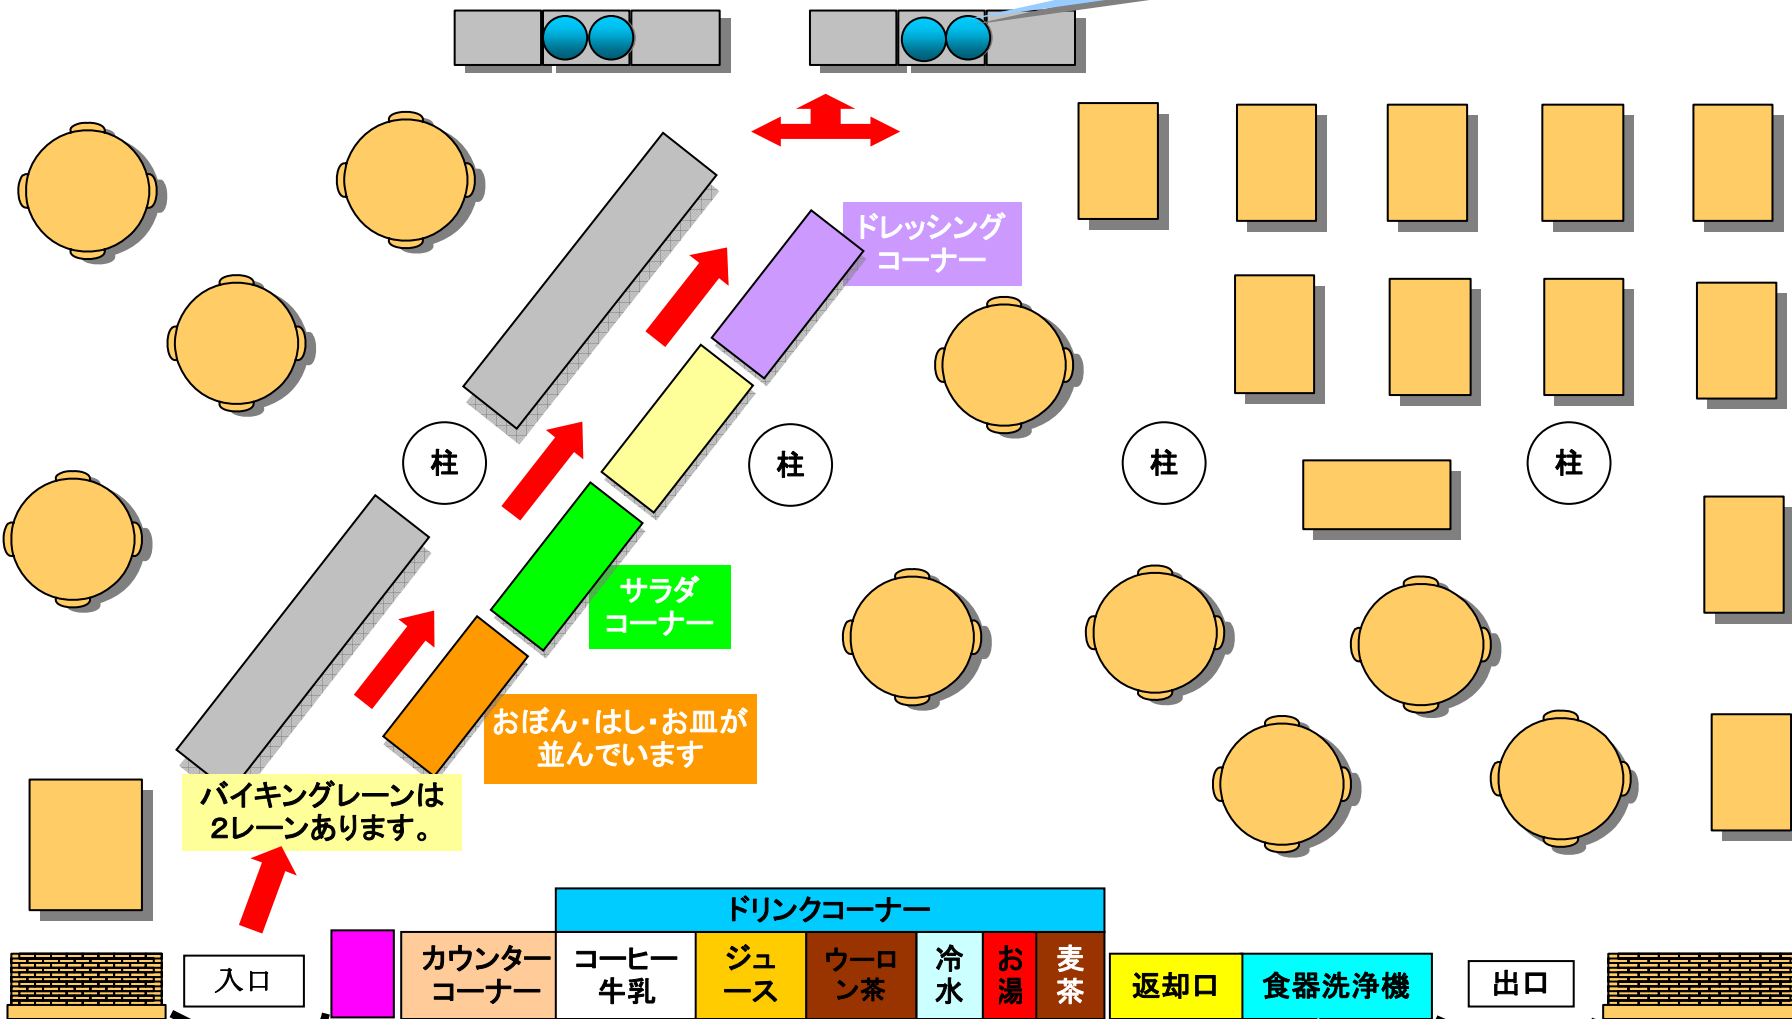 ドレッシング
コーナー
柱
柱
柱
柱
サラダ
コーナー
おぼん・はし・お皿が
並んでいます
バイキングレーンは
2レーンあります。
ドリンクコーナー
入口
カウンター
コーナー
コーヒー
牛乳
ジュ
ース
ウーロ
ン茶
冷
水
お
湯
麦
茶
返却口
食器洗浄機
出口